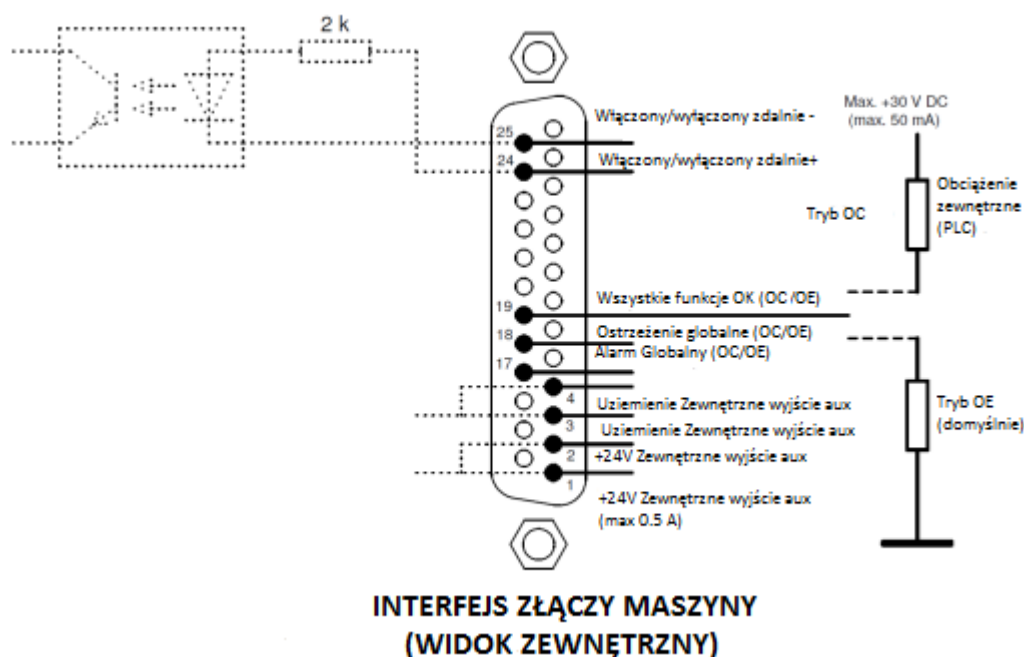 2 k
Włączony/wyłączony zdalnie -
25
Włączony/wyłączony zdalnie+
24
Max. +30 V DC
(max. 50 mA)
Obciążenie
zewnętrzne
(PLC)
Tryb OC
Wszystkie funkcje OK (OC /OE)
19
Ostrzeżenie globalne (OC/OE)
18
Alarm Globalny (OC/OE)
17
4
Uziemienie Zewnętrzne wyjście aux
3
Uziemienie Zewnętrzne wyjście aux
2
+24V Zewnętrzne wyjście aux
1
+24V Zewnętrzne wyjście aux
(max 0.5 A)
Tryb OE
(domyślnie)
INTERFEJS ZŁĄCZY MASZYNY
(WIDOK ZEWNĘTRZNY)